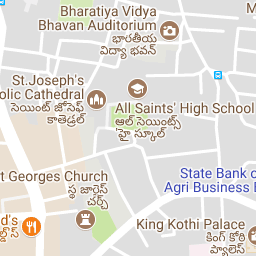 Bharatiya Vidya
Bhavan Auditorium
భారతీయ
విద్యా భవన్
St.Joseph's
olic Cathedral
సెయింట్ జోసెఫ్
కాతెడ్రల్
All Saints' High School
ఆల్ సెయింట్స్
'హై స్కూల్
State Bank o
Agri Business
t Georges Church
స్థ జార్జెస్
చర్చ్
d's
ల్డ్స్
King Kothi Palace
కింగ్ కోఠి
ప్యాలెస్